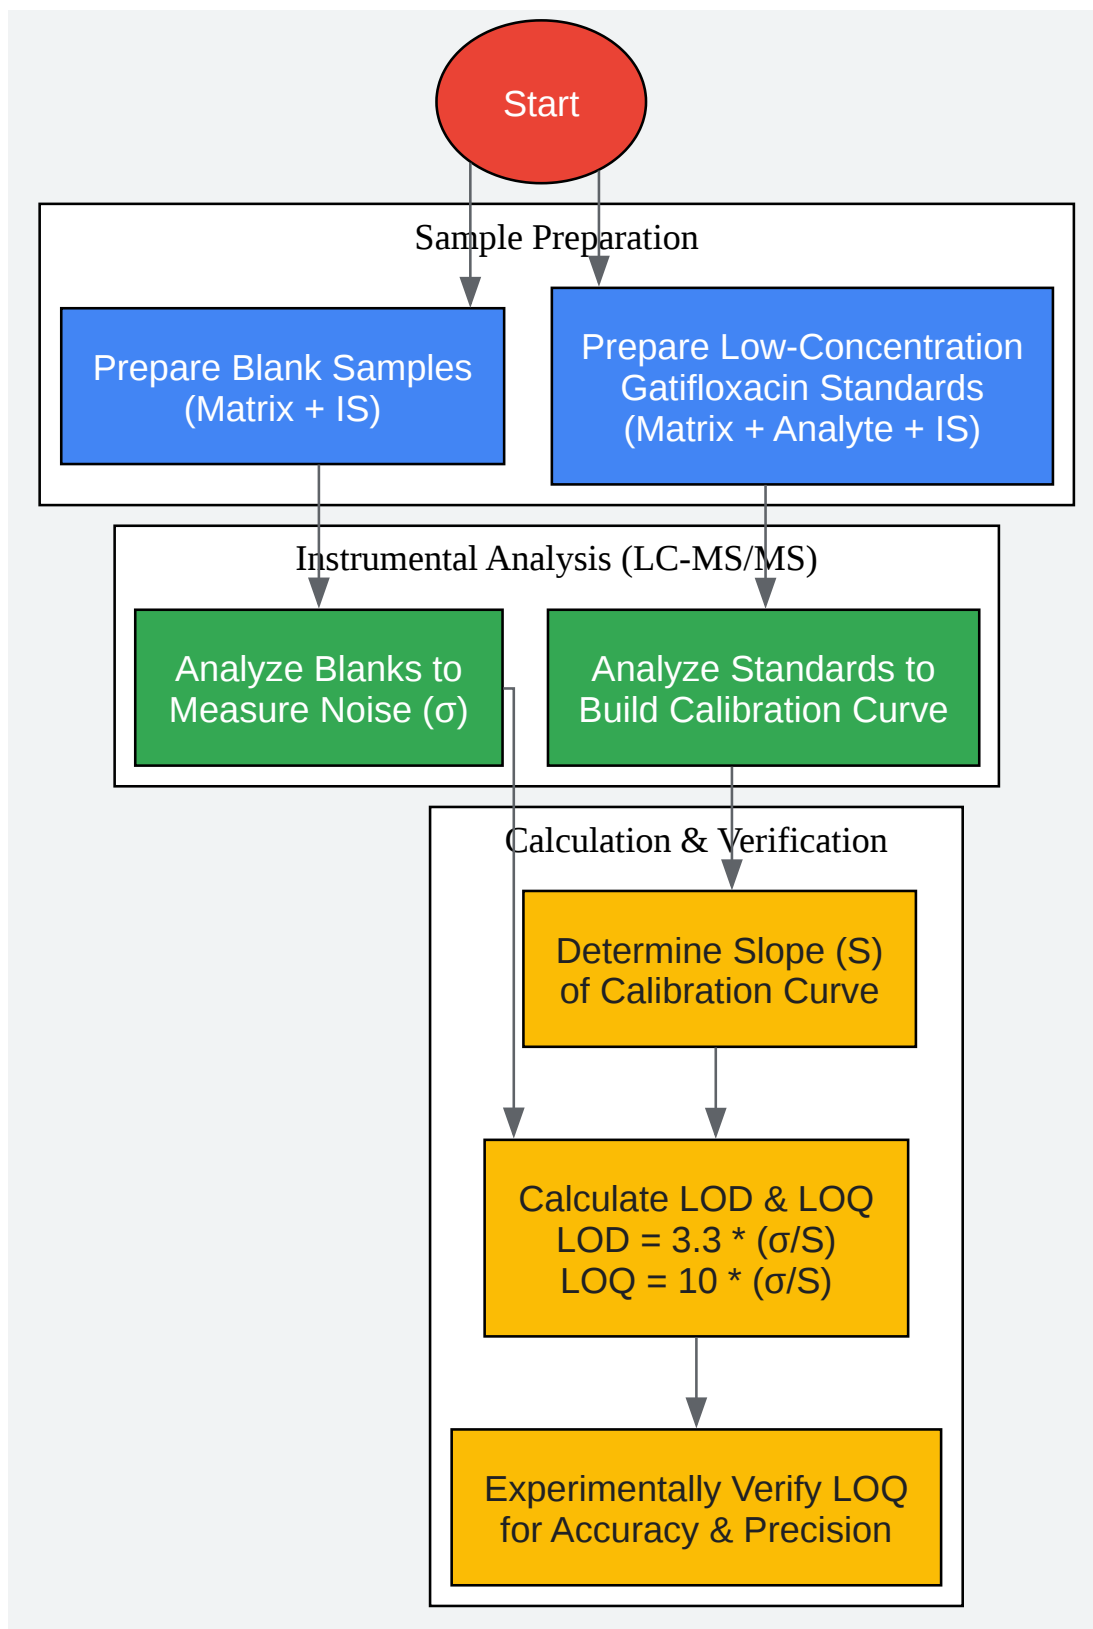 Start
Sample Preparation
Prepare Blank Samples
(Matrix + IS)
Prepare Low-Concentration
Gatifloxacin Standards
(Matrix + Analyte + IS)
Instrumental Analysis (LC-MS/MS)
Analyze Blanks to
Measure Noise (σ)
Analyze Standards to
Build Calibration Curve
Calculation & Verification
Determine Slope (S)
of Calibration Curve
Calculate LOD & LOQ
LOD = 3.3 * (σ/S)
LOQ = 10 * (σ/S)
Experimentally Verify LOQ
for Accuracy & Precision